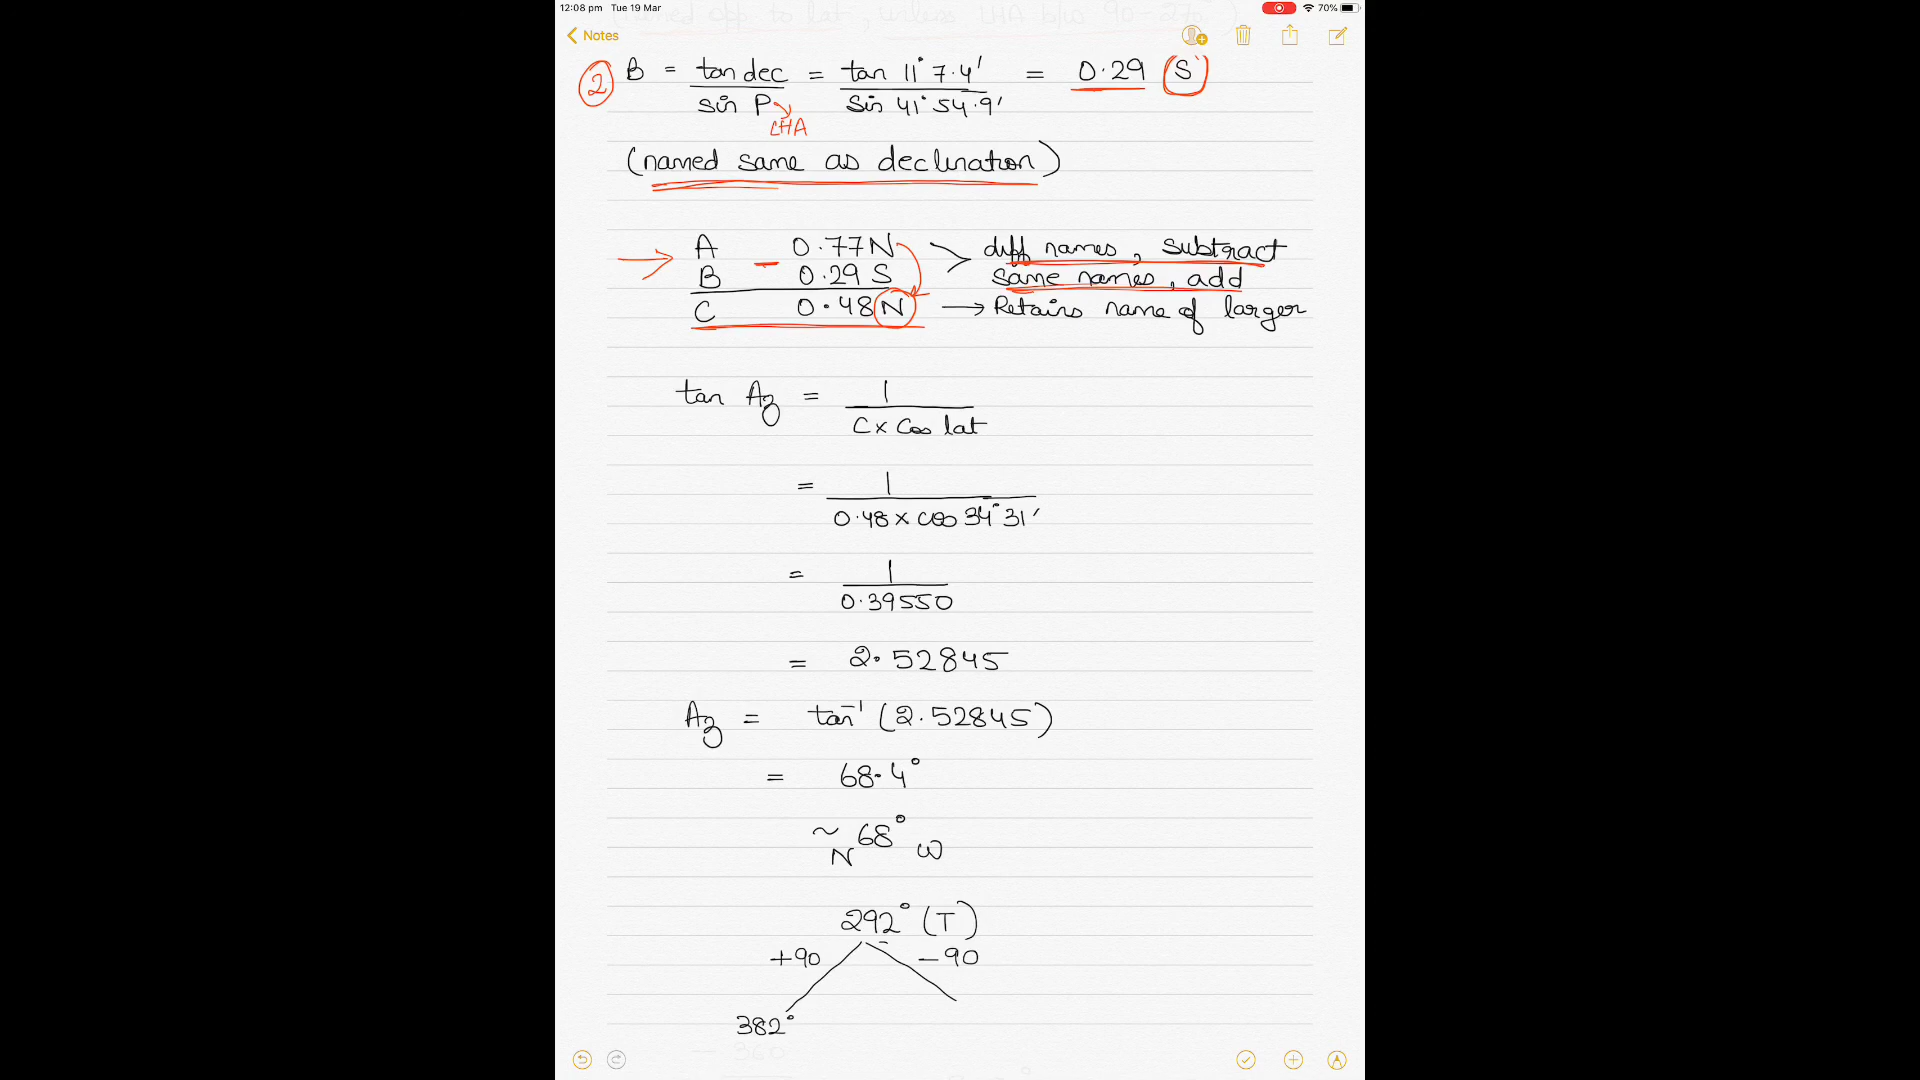 12:08 pm Tue 19 Mar 70%
Notes
2 B = tan dec / sin P = tan 11° 7.4' / sin 41° 54.9' = 0.29 S
LHA
(named same as declination)
A 0.77N > diff names, subtract
B - 0.29 S same names, add
C 0.48 N → Retains name of larger
tan Az = 1 / C x Cos lat
= 1 / 0.48 x cos 34° 31'
= 1 / 0.39550
= 2.52845
Az = tan⁻¹ (2.52845)
= 68.4°
~ N 68° W
292° (T)
+90 -90
382°